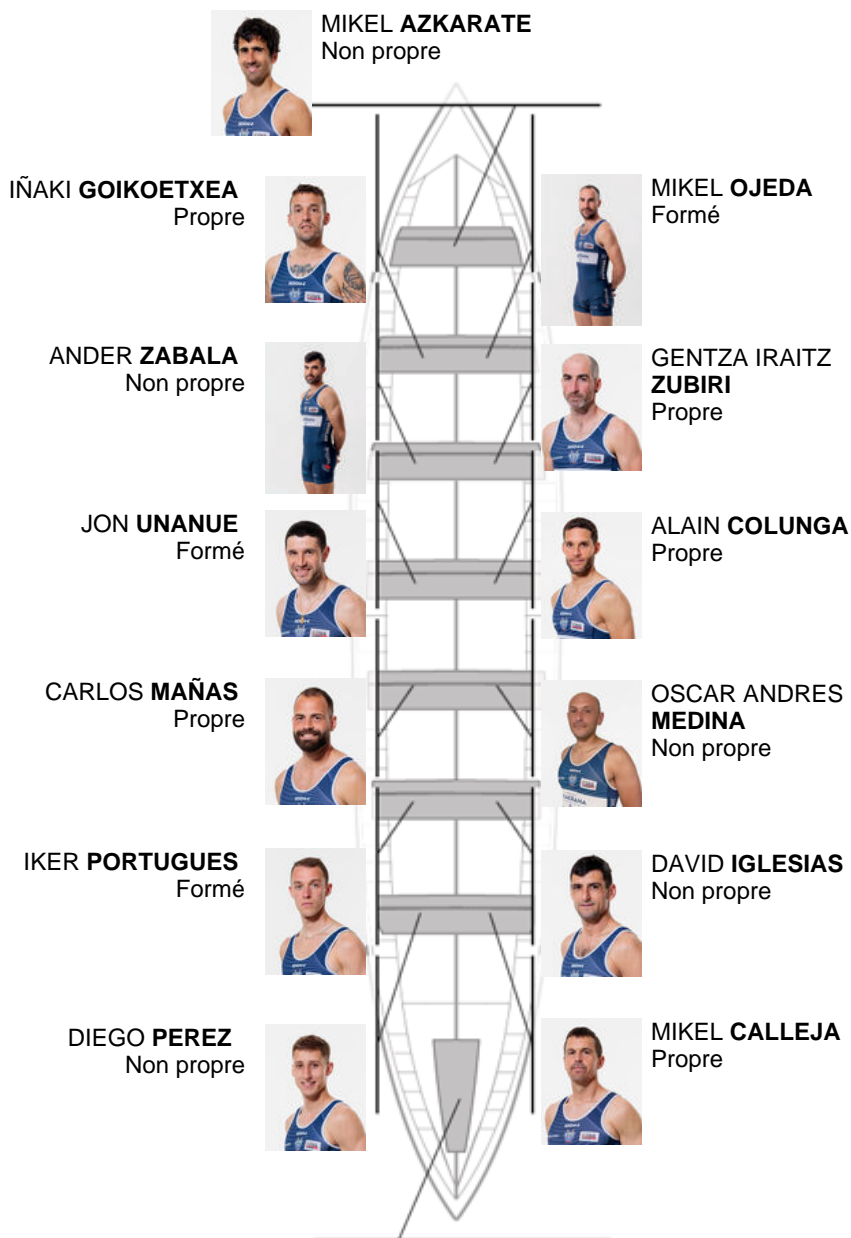 MIKEL AZKARATE
Non propre
IÑAKI GOIKOETXEA
Propre
MIKEL OJEDA
Formé
ANDER ZABALA
Non propre
GENTZA IRAITZ
ZUBIRI
Propre
JON UNANUE
Formé
ALAIN COLUNGA
Propre
CARLOS MAÑAS
Propre
OSCAR ANDRES
MEDINA
Non propre
IKER PORTUGUES
Formé
DAVID IGLESIAS
Non propre
DIEGO PEREZ
Non propre
MIKEL CALLEJA
Propre